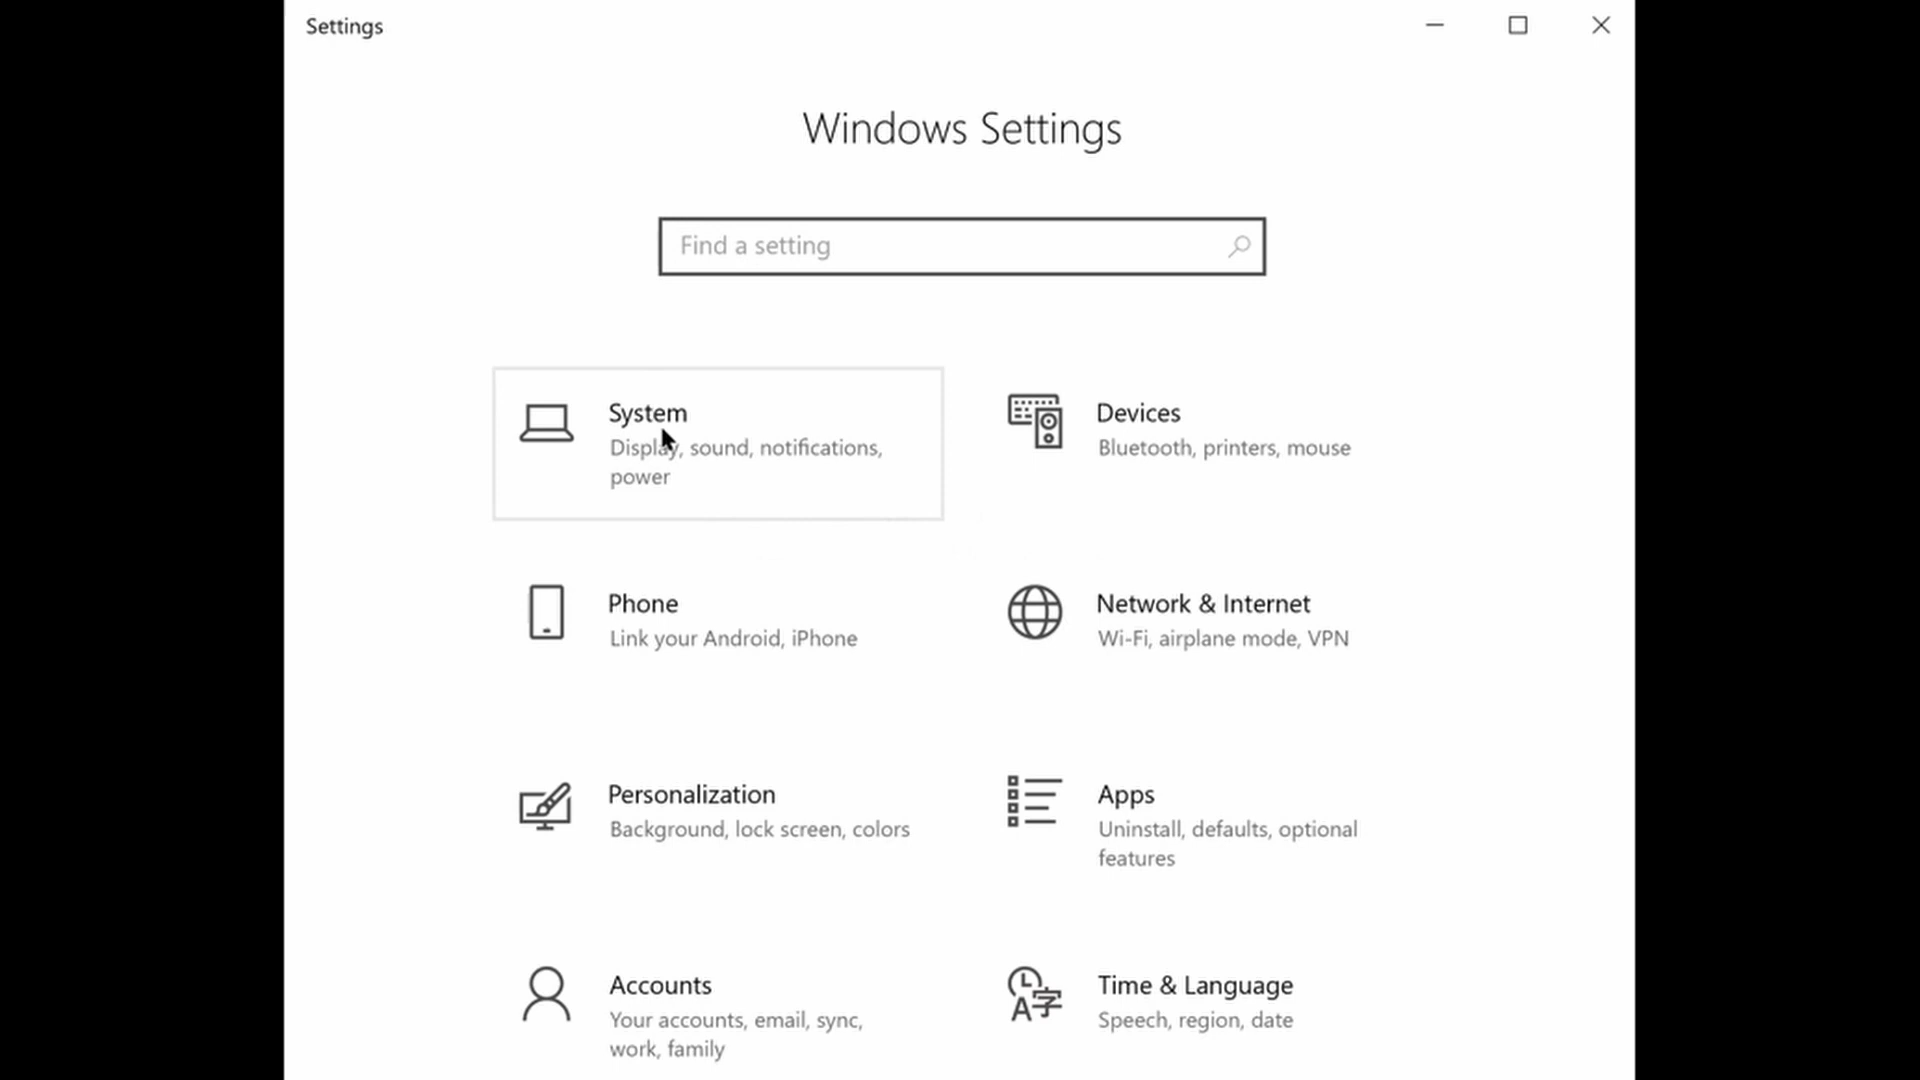 Settings
Windows Settings
Find a setting
System
Display, sound, notifications,
power
Devices
Bluetooth, printers, mouse
Phone
Link your Android, iPhone
Network & Internet
Wi-Fi, airplane mode, VPN
Personalization
Background, lock screen, colors
Apps
Uninstall, defaults, optional
features
Accounts
Your accounts, email, sync,
work, family
Time & Language
Speech, region, date